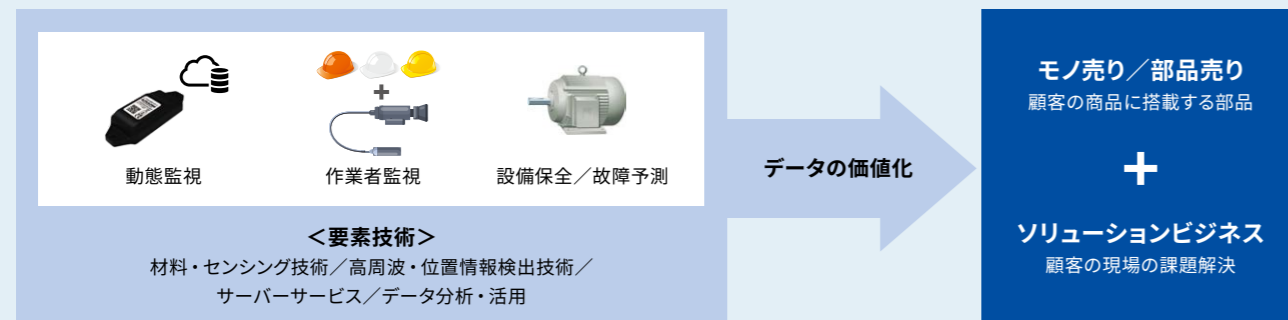 動態監視
作業者監視
設備保全／故障予測
＜要素技術＞
材料・センシング技術／高周波・位置情報検出技術／
サーバーサービス／データ分析・活用
データの価値化
モノ売り／部品売り
顧客の商品に搭載する部品
+
ソリューションビジネス
顧客の現場の課題解決